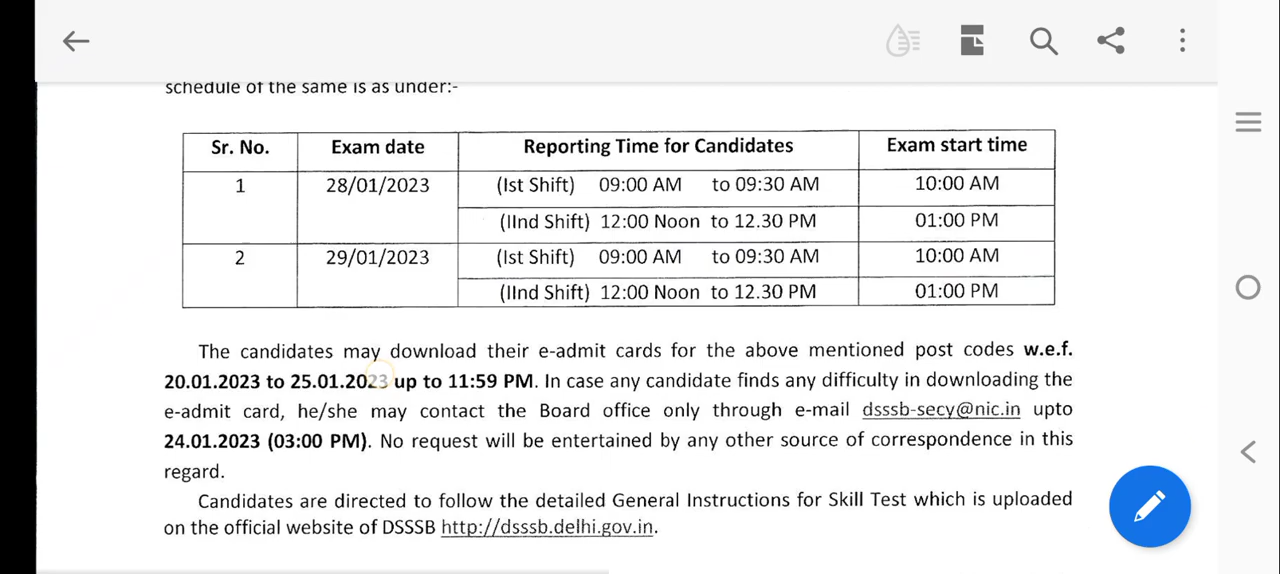 schedule of the same is as under:-
Sr. No. Exam date Reporting Time for Candidates Exam start time
1 28/01/2023 (Ist Shift) 09:00 AM to 09:30 AM 10:00 AM
(IInd Shift) 12:00 Noon to 12.30 PM 01:00 PM
2 29/01/2023 (Ist Shift) 09:00 AM to 09:30 AM 10:00 AM
(IInd Shift) 12:00 Noon to 12.30 PM 01:00 PM
The candidates may download their e-admit cards for the above mentioned post codes w.e.f.
20.01.2023 to 25.01.2023 up to 11:59 PM. In case any candidate finds any difficulty in downloading the
e-admit card, he/she may contact the Board office only through e-mail dsssb-secy@nic.in upto
24.01.2023 (03:00 PM). No request will be entertained by any other source of correspondence in this
regard.
Candidates are directed to follow the detailed General Instructions for Skill Test which is uploaded
on the official website of DSSSB http://dsssb.delhi.gov.in.